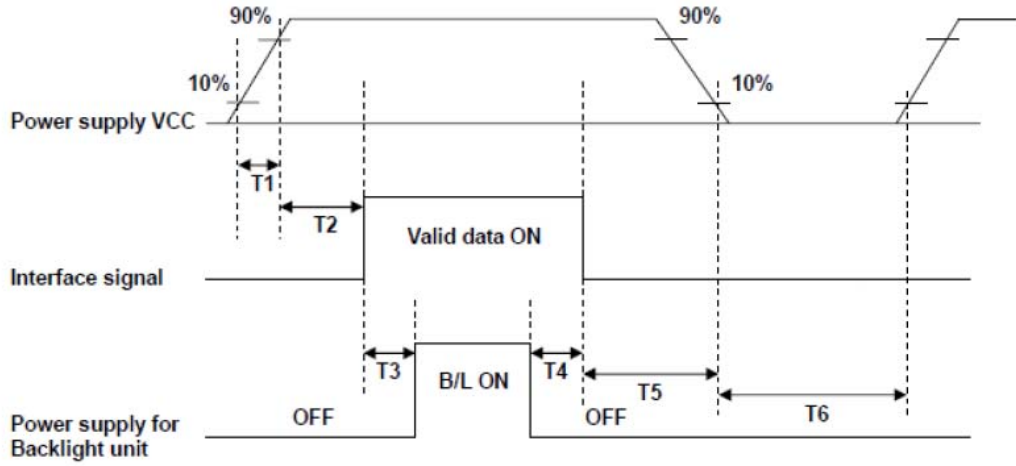 90%
90%
10%
10%
Power supply VCC
T1
T2
Valid data ON
Interface signal
T3
B/L ON
T4
T5
T6
OFF
OFF
Power supply for
Backlight unit